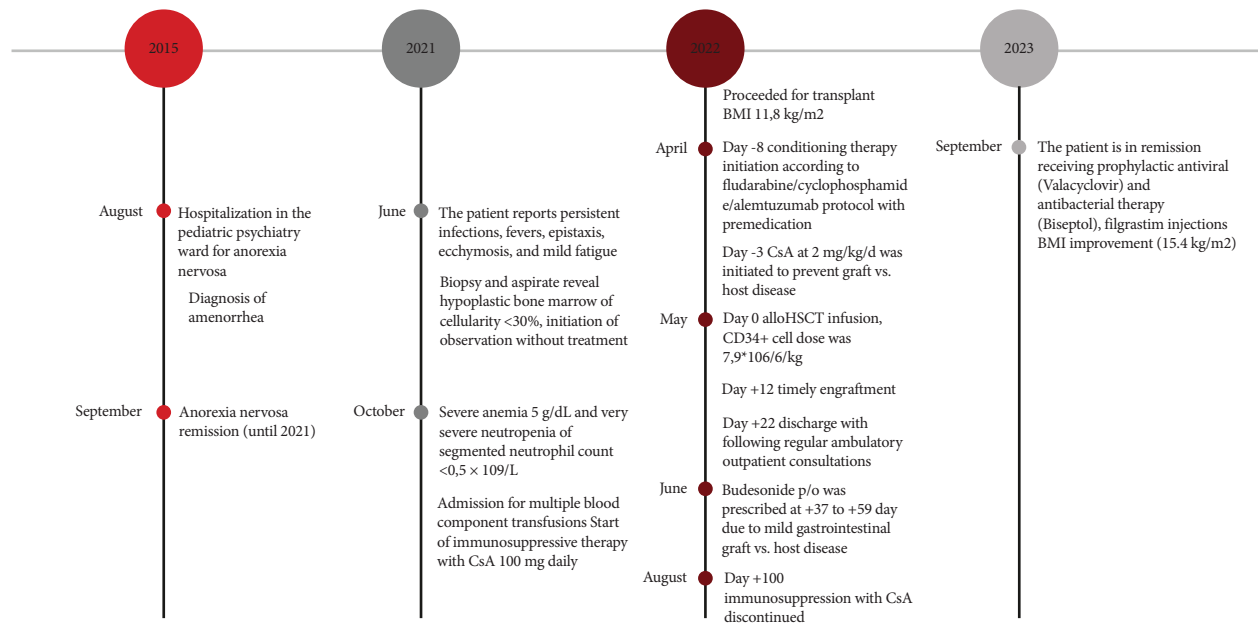 2015
August
Hospitalization in the
pediatric psychiatry
ward for anorexia
nervosa
Diagnosis of
amenorrhea
September
Anorexia nervosa
remission (until 2021)
2021
June
The patient reports persistent
infections, fevers, epistaxis,
ecchymosis, and mild fatigue
Biopsy and aspirate reveal
hypoplastic bone marrow of
cellularity <30%, initiation of
observation without treatment
October
Severe anemia 5 g/dL and very
severe neutropenia of
segmented neutrophil count
<0,5 × 109/L
Admission for multiple blood
component transfusions Start
of immunosuppressive therapy
with CsA 100 mg daily
2022
Proceeded for transplant
BMI 11,8 kg/m2
April
Day -8 conditioning therapy
initiation according to
fludarabine/cyclophosphamid
e/alemtuzumab protocol with
premedication
Day -3 CsA at 2 mg/kg/d was
initiated to prevent graft vs.
host disease
May
Day 0 alloHSCT infusion,
CD34+ cell dose was
7,9*106/6/kg
Day +12 timely engraftment
Day +22 discharge with
following regular ambulatory
outpatient consultations
June
Budesonide p/o was
prescribed at +37 to +59 day
due to mild gastrointestinal
graft vs. host disease
August
Day +100
immunosuppression with CsA
discontinued
2023
September
The patient is in remission
receiving prophylactic antiviral
(Valacyclovir) and
antibacterial therapy
(Biseptol), filgrastim injections
BMI improvement (15.4 kg/m2)